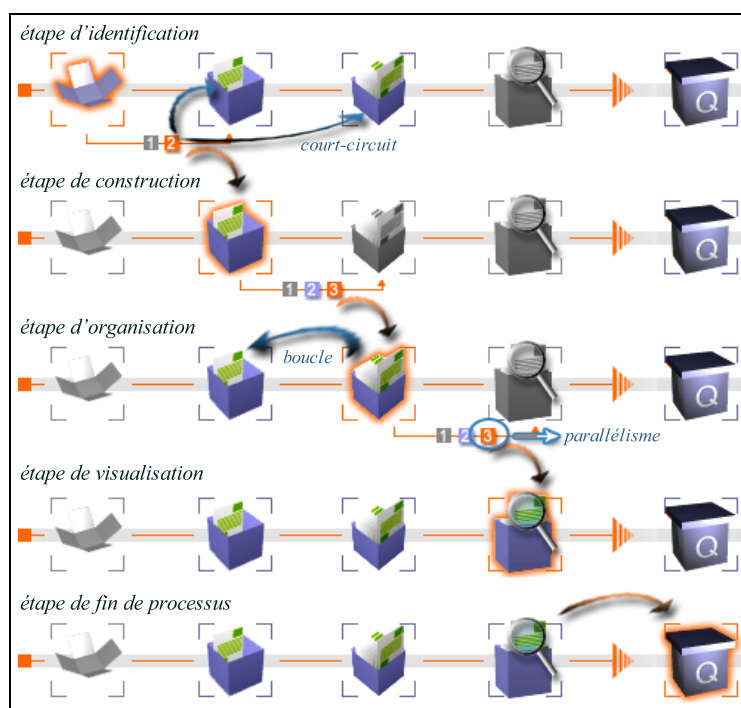 étape d’identification
Q
1 2
court-circuit
étape de construction
Q
1 2 3
étape d’organisation
boucle
Q
1 2 3
parallélisme
étape de visualisation
Q
étape de fin de processus
Q